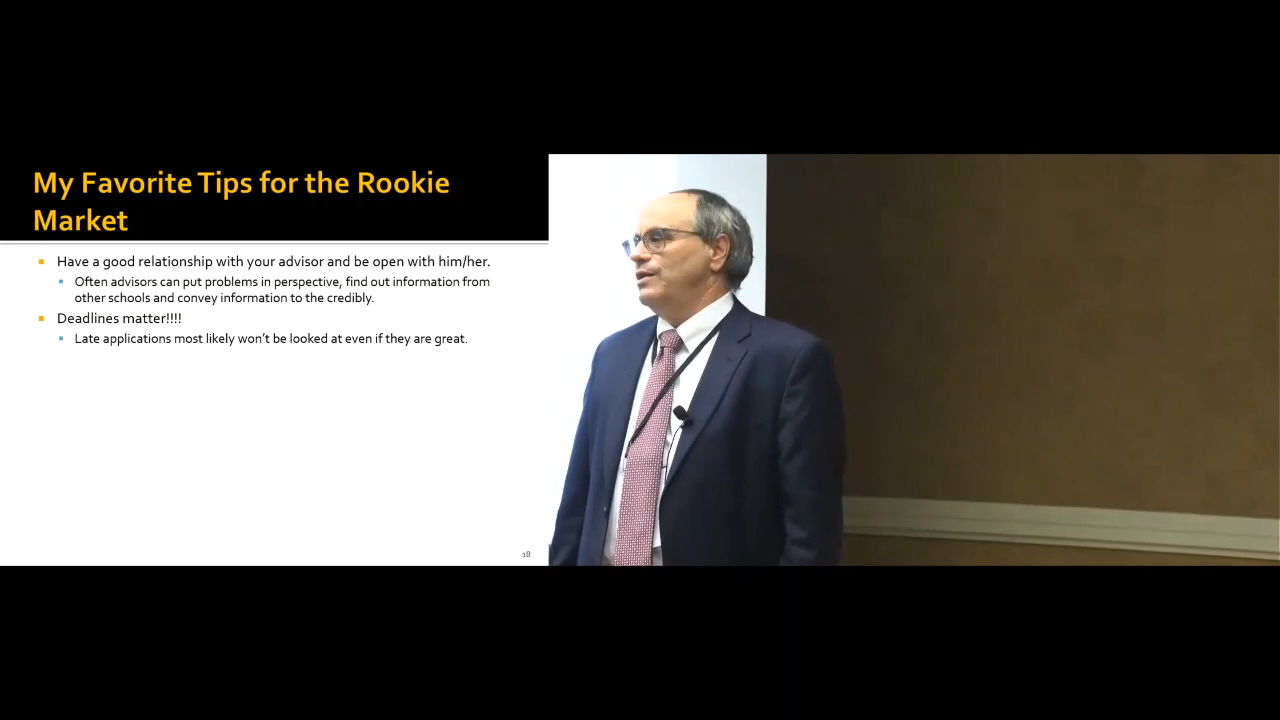 My Favorite Tips for the Rookie
Market
Have a good relationship with your advisor and be open with him/her.
Often advisors can put problems in perspective, find out information from
other schools and convey information to the credibly.
Deadlines matter!!!!
Late applications most likely won't be looked at even if they are great.
18